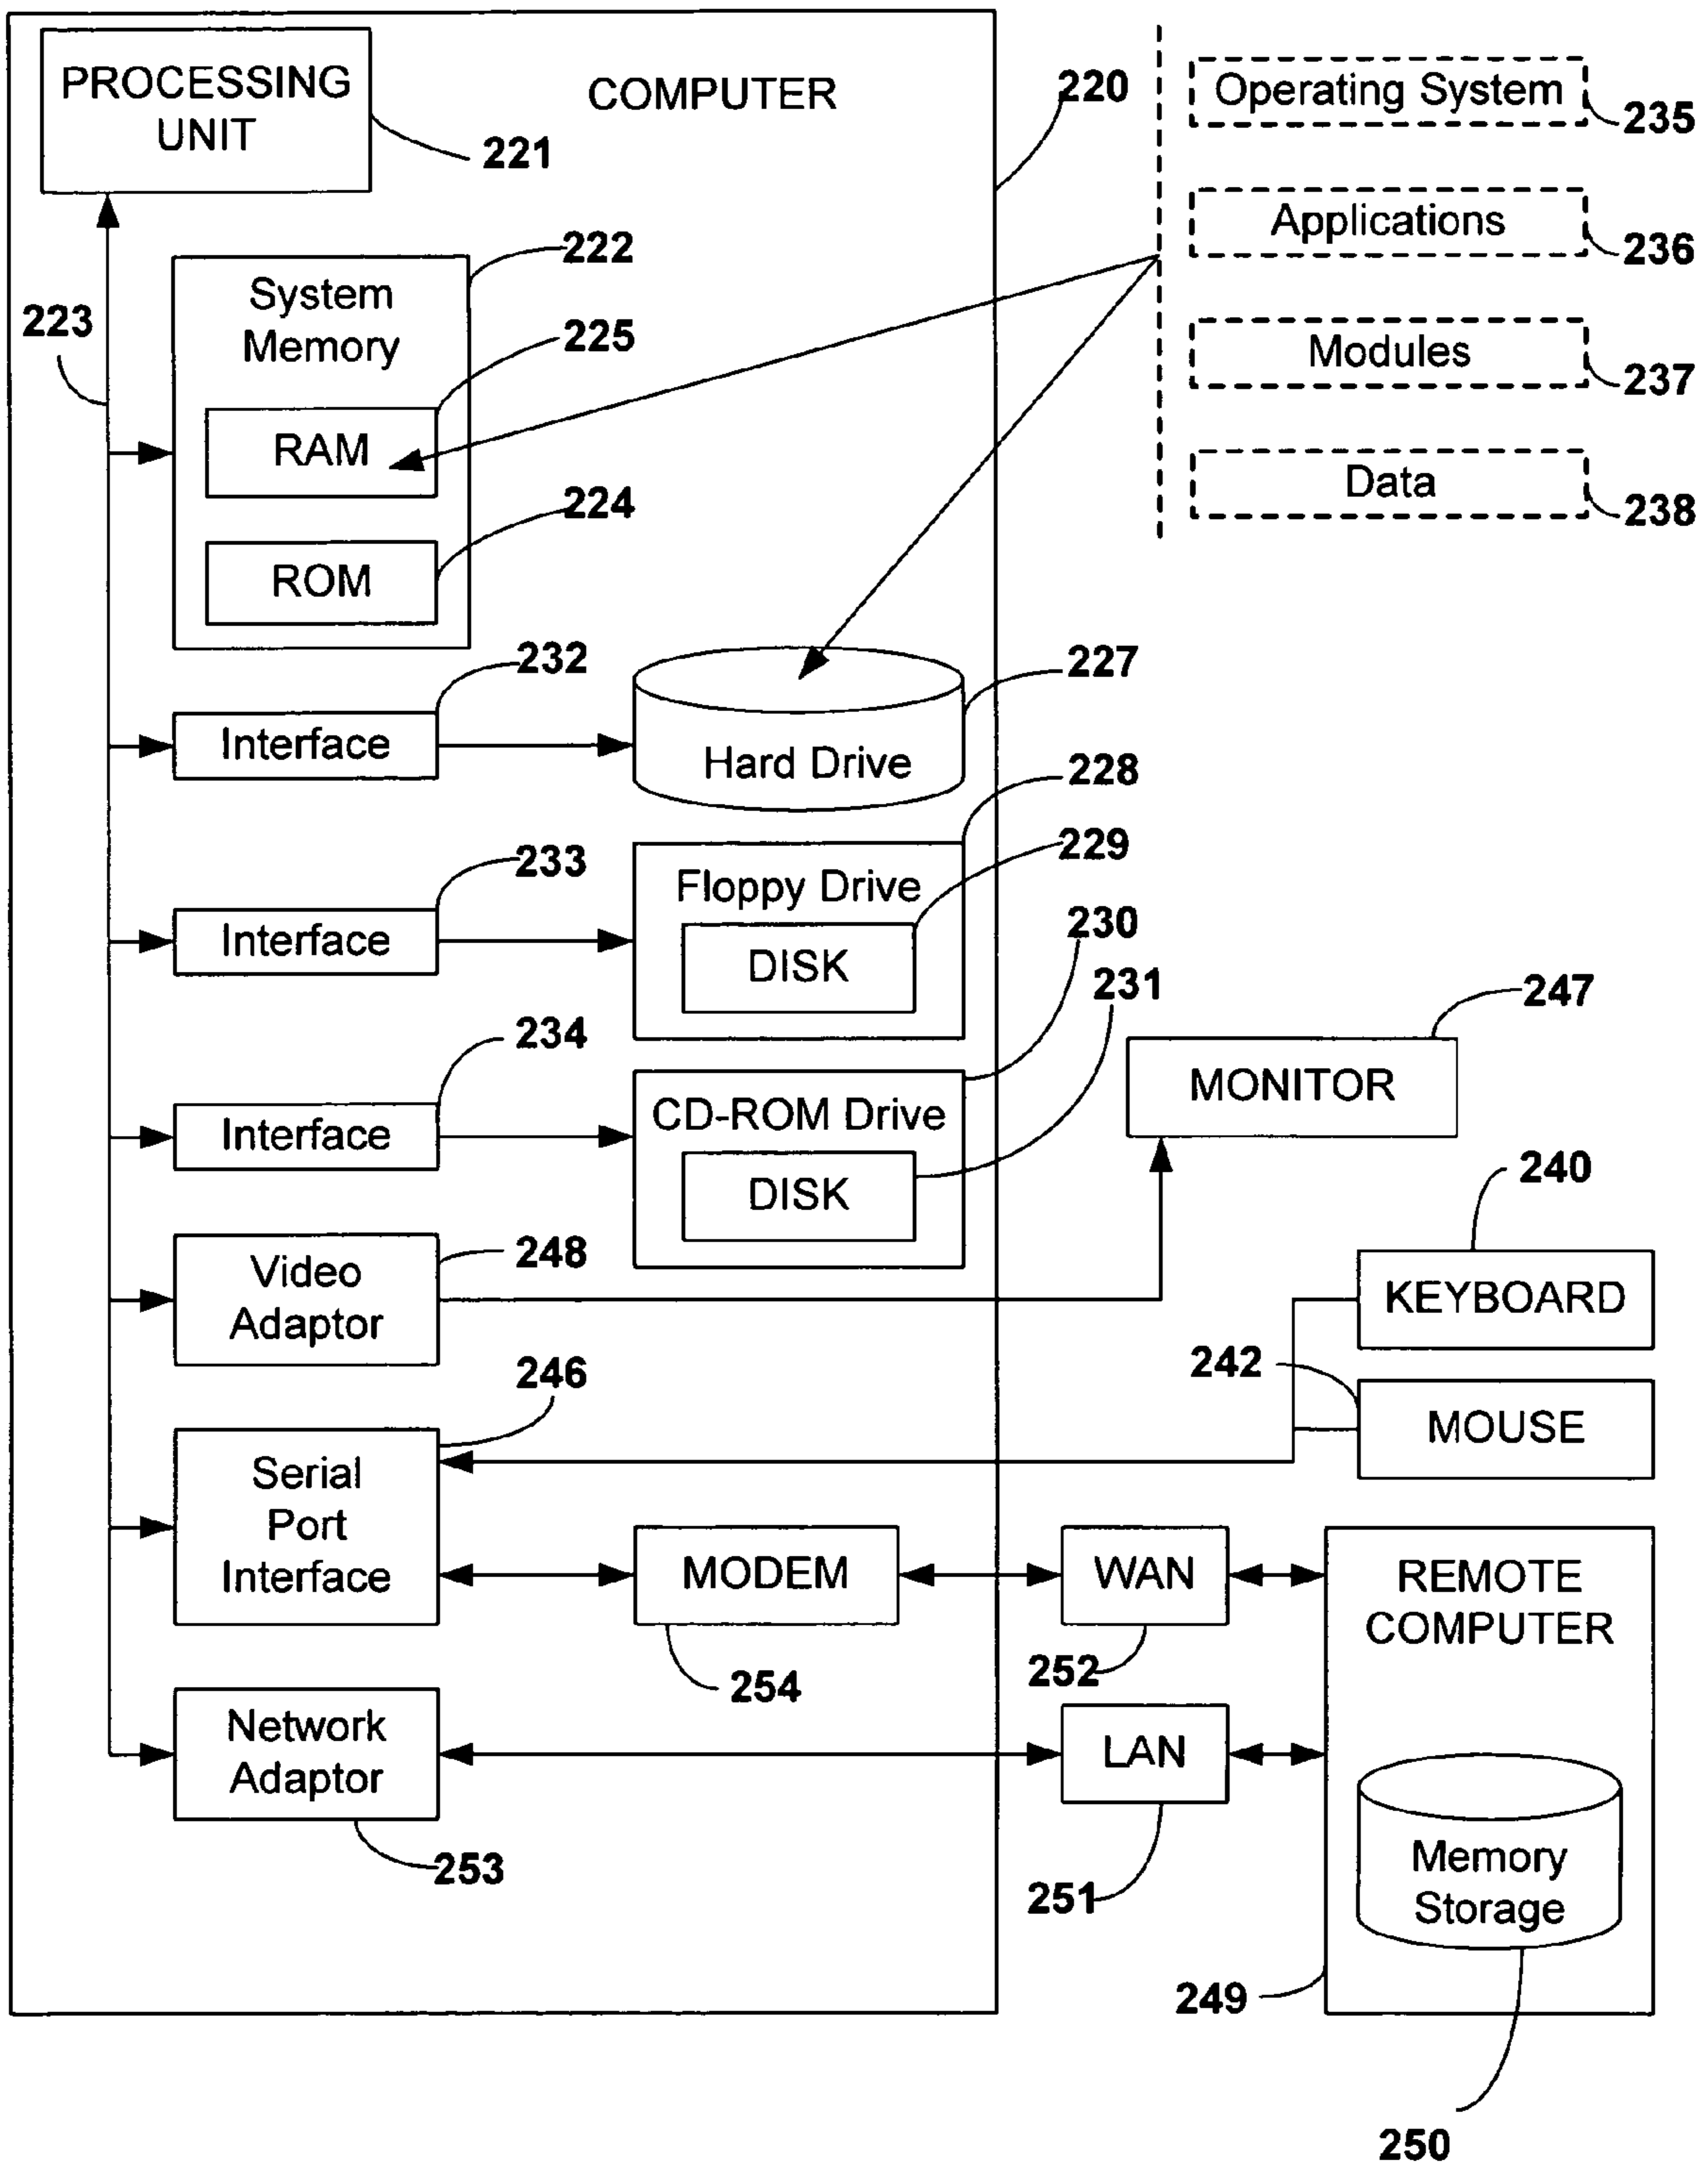 PROCESSING
UNIT
COMPUTER
220
221
Operating System
235
Applications
236
Modules
237
Data
238
222
System
Memory
223
225
RAM
224
ROM
232
Interface
227
Hard Drive
228
233
Interface
229
Floppy Drive
DISK
230
231
234
Interface
CD-ROM Drive
DISK
247
MONITOR
240
KEYBOARD
248
Video
Adaptor
242
MOUSE
246
Serial
Port
Interface
MODEM
254
WAN
252
REMOTE
COMPUTER
Network
Adaptor
253
LAN
251
Memory
Storage
249
250